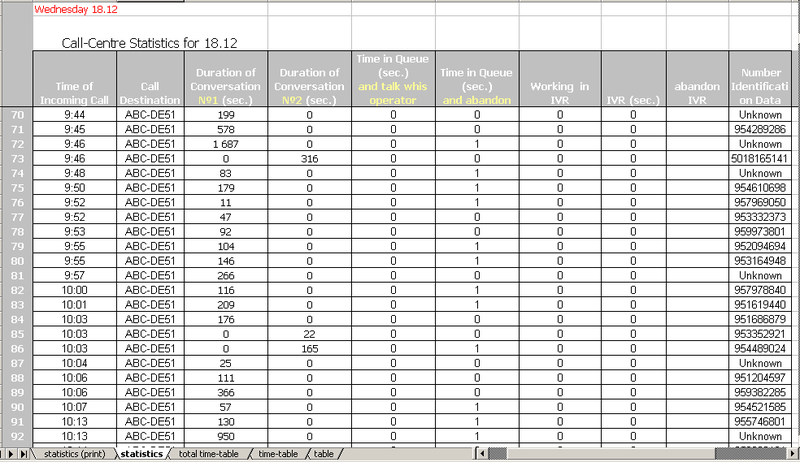 Wednesday 18.12
Call-Centre Statistics for 18.12
Time of Incoming Call Call Destination Duration of Conversation №1 (sec.) Duration of Conversation №2 (sec.) Time in Queue (sec.) and talk whis operator Time in Queue (sec.) and abandon Working in IVR IVR (sec.) abandon IVR Number Identificati on Data
70 9:44 ABC-DE51 199 0 0 0 0 0 Unknown
71 9:45 ABC-DE51 578 0 0 0 0 0 954289286
72 9:46 ABC-DE51 1 687 0 0 1 0 0 Unknown
73 9:46 ABC-DE51 0 316 0 0 0 0 5018165141
74 9:48 ABC-DE51 83 0 0 1 0 0 Unknown
75 9:50 ABC-DE51 179 0 0 1 0 0 954610698
76 9:52 ABC-DE51 11 0 0 1 0 0 957969050
77 9:52 ABC-DE51 47 0 0 0 0 0 953332373
78 9:53 ABC-DE51 92 0 0 0 0 0 959973801
79 9:55 ABC-DE51 104 0 0 1 0 0 952094694
80 9:55 ABC-DE51 146 0 0 1 0 0 953164948
81 9:57 ABC-DE51 266 0 0 0 0 0 Unknown
82 10:00 ABC-DE51 116 0 0 1 0 0 957978840
83 10:01 ABC-DE51 209 0 0 1 0 0 951619440
84 10:03 ABC-DE51 176 0 0 0 0 0 951686879
85 10:03 ABC-DE51 0 22 0 0 0 0 953352921
86 10:03 ABC-DE51 0 165 0 1 0 0 954489024
87 10:04 ABC-DE51 25 0 0 0 0 0 Unknown
88 10:06 ABC-DE51 111 0 0 0 0 0 951204597
89 10:06 ABC-DE51 366 0 0 0 0 0 959382285
90 10:07 ABC-DE51 57 0 0 1 0 0 954521585
91 10:13 ABC-DE51 130 0 0 1 0 0 955746801
92 10:13 ABC-DE51 950 0 0 1 0 0 Unknown
statistics (print) statistics total time-table time-table table